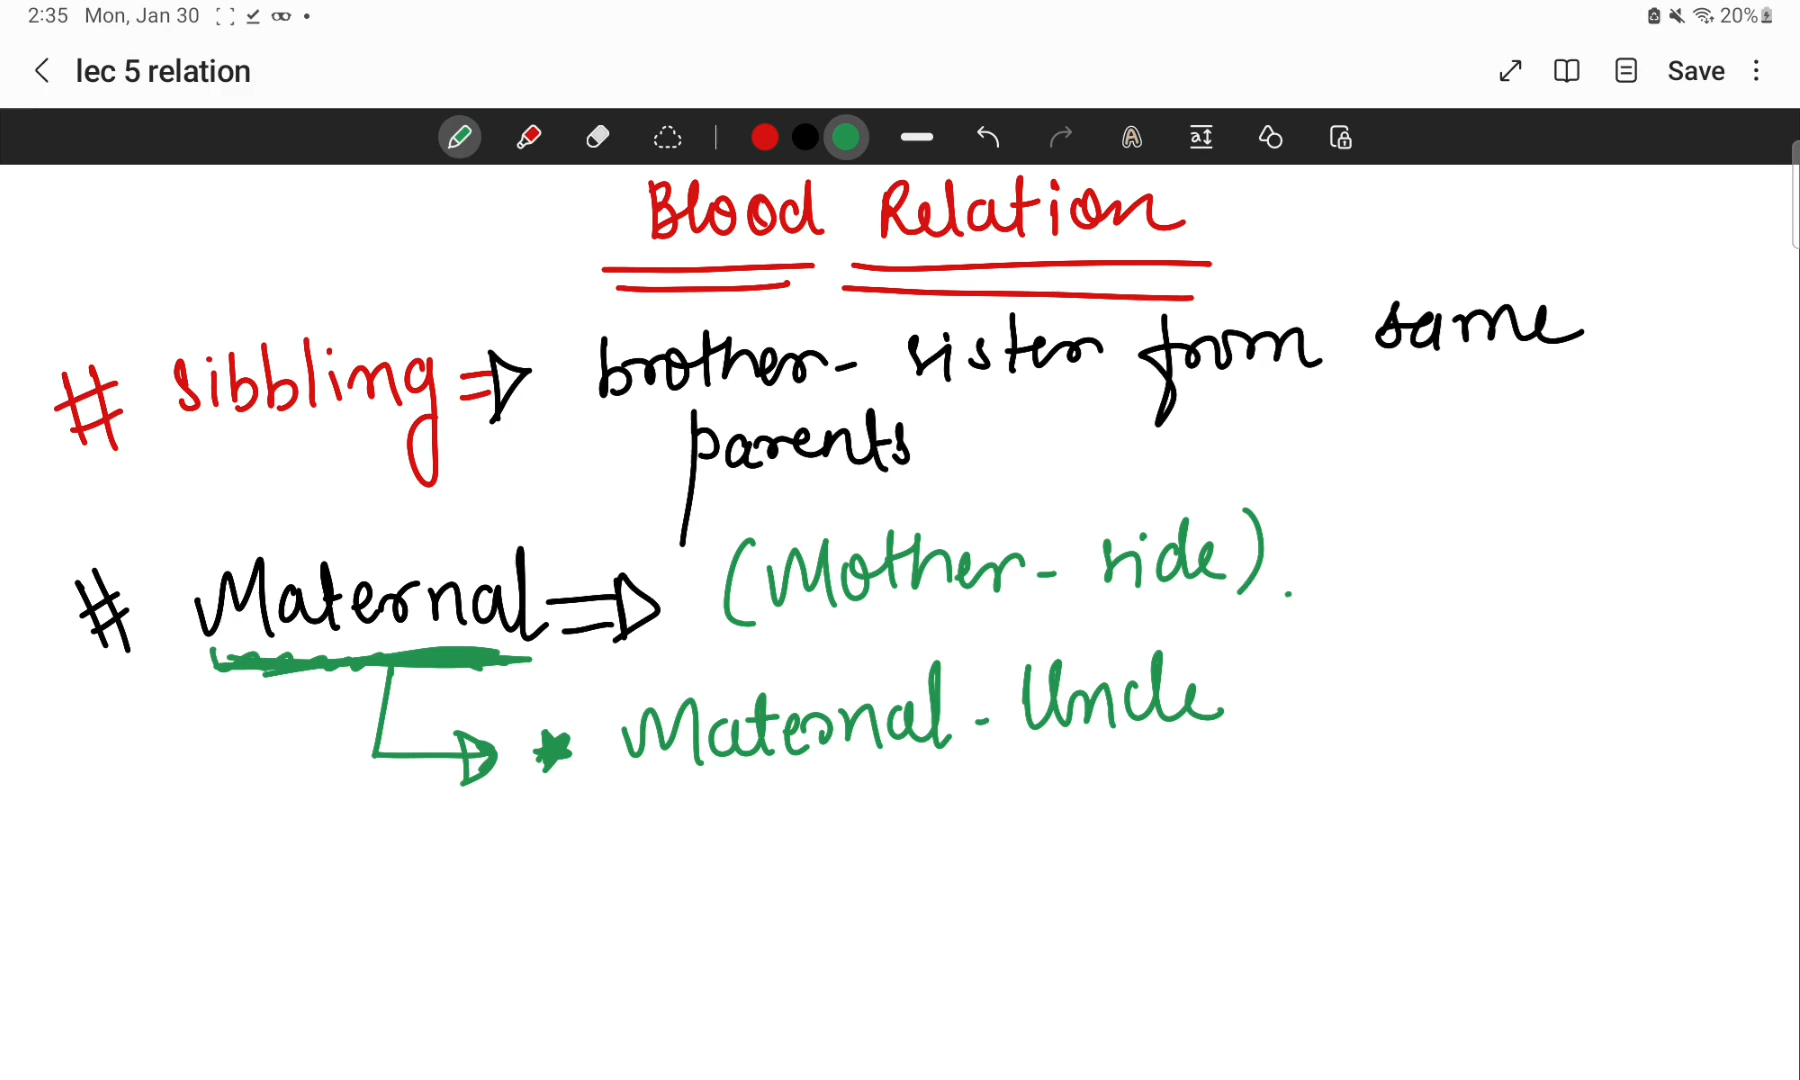 2:35 Mon, Jan 30
20%
lec 5 relation
Save
Blood Relation
# Sibbling ⇒ brother- sister from same
parents
# Maternal ⇒ (Mother- side).
* Maternal - Uncle